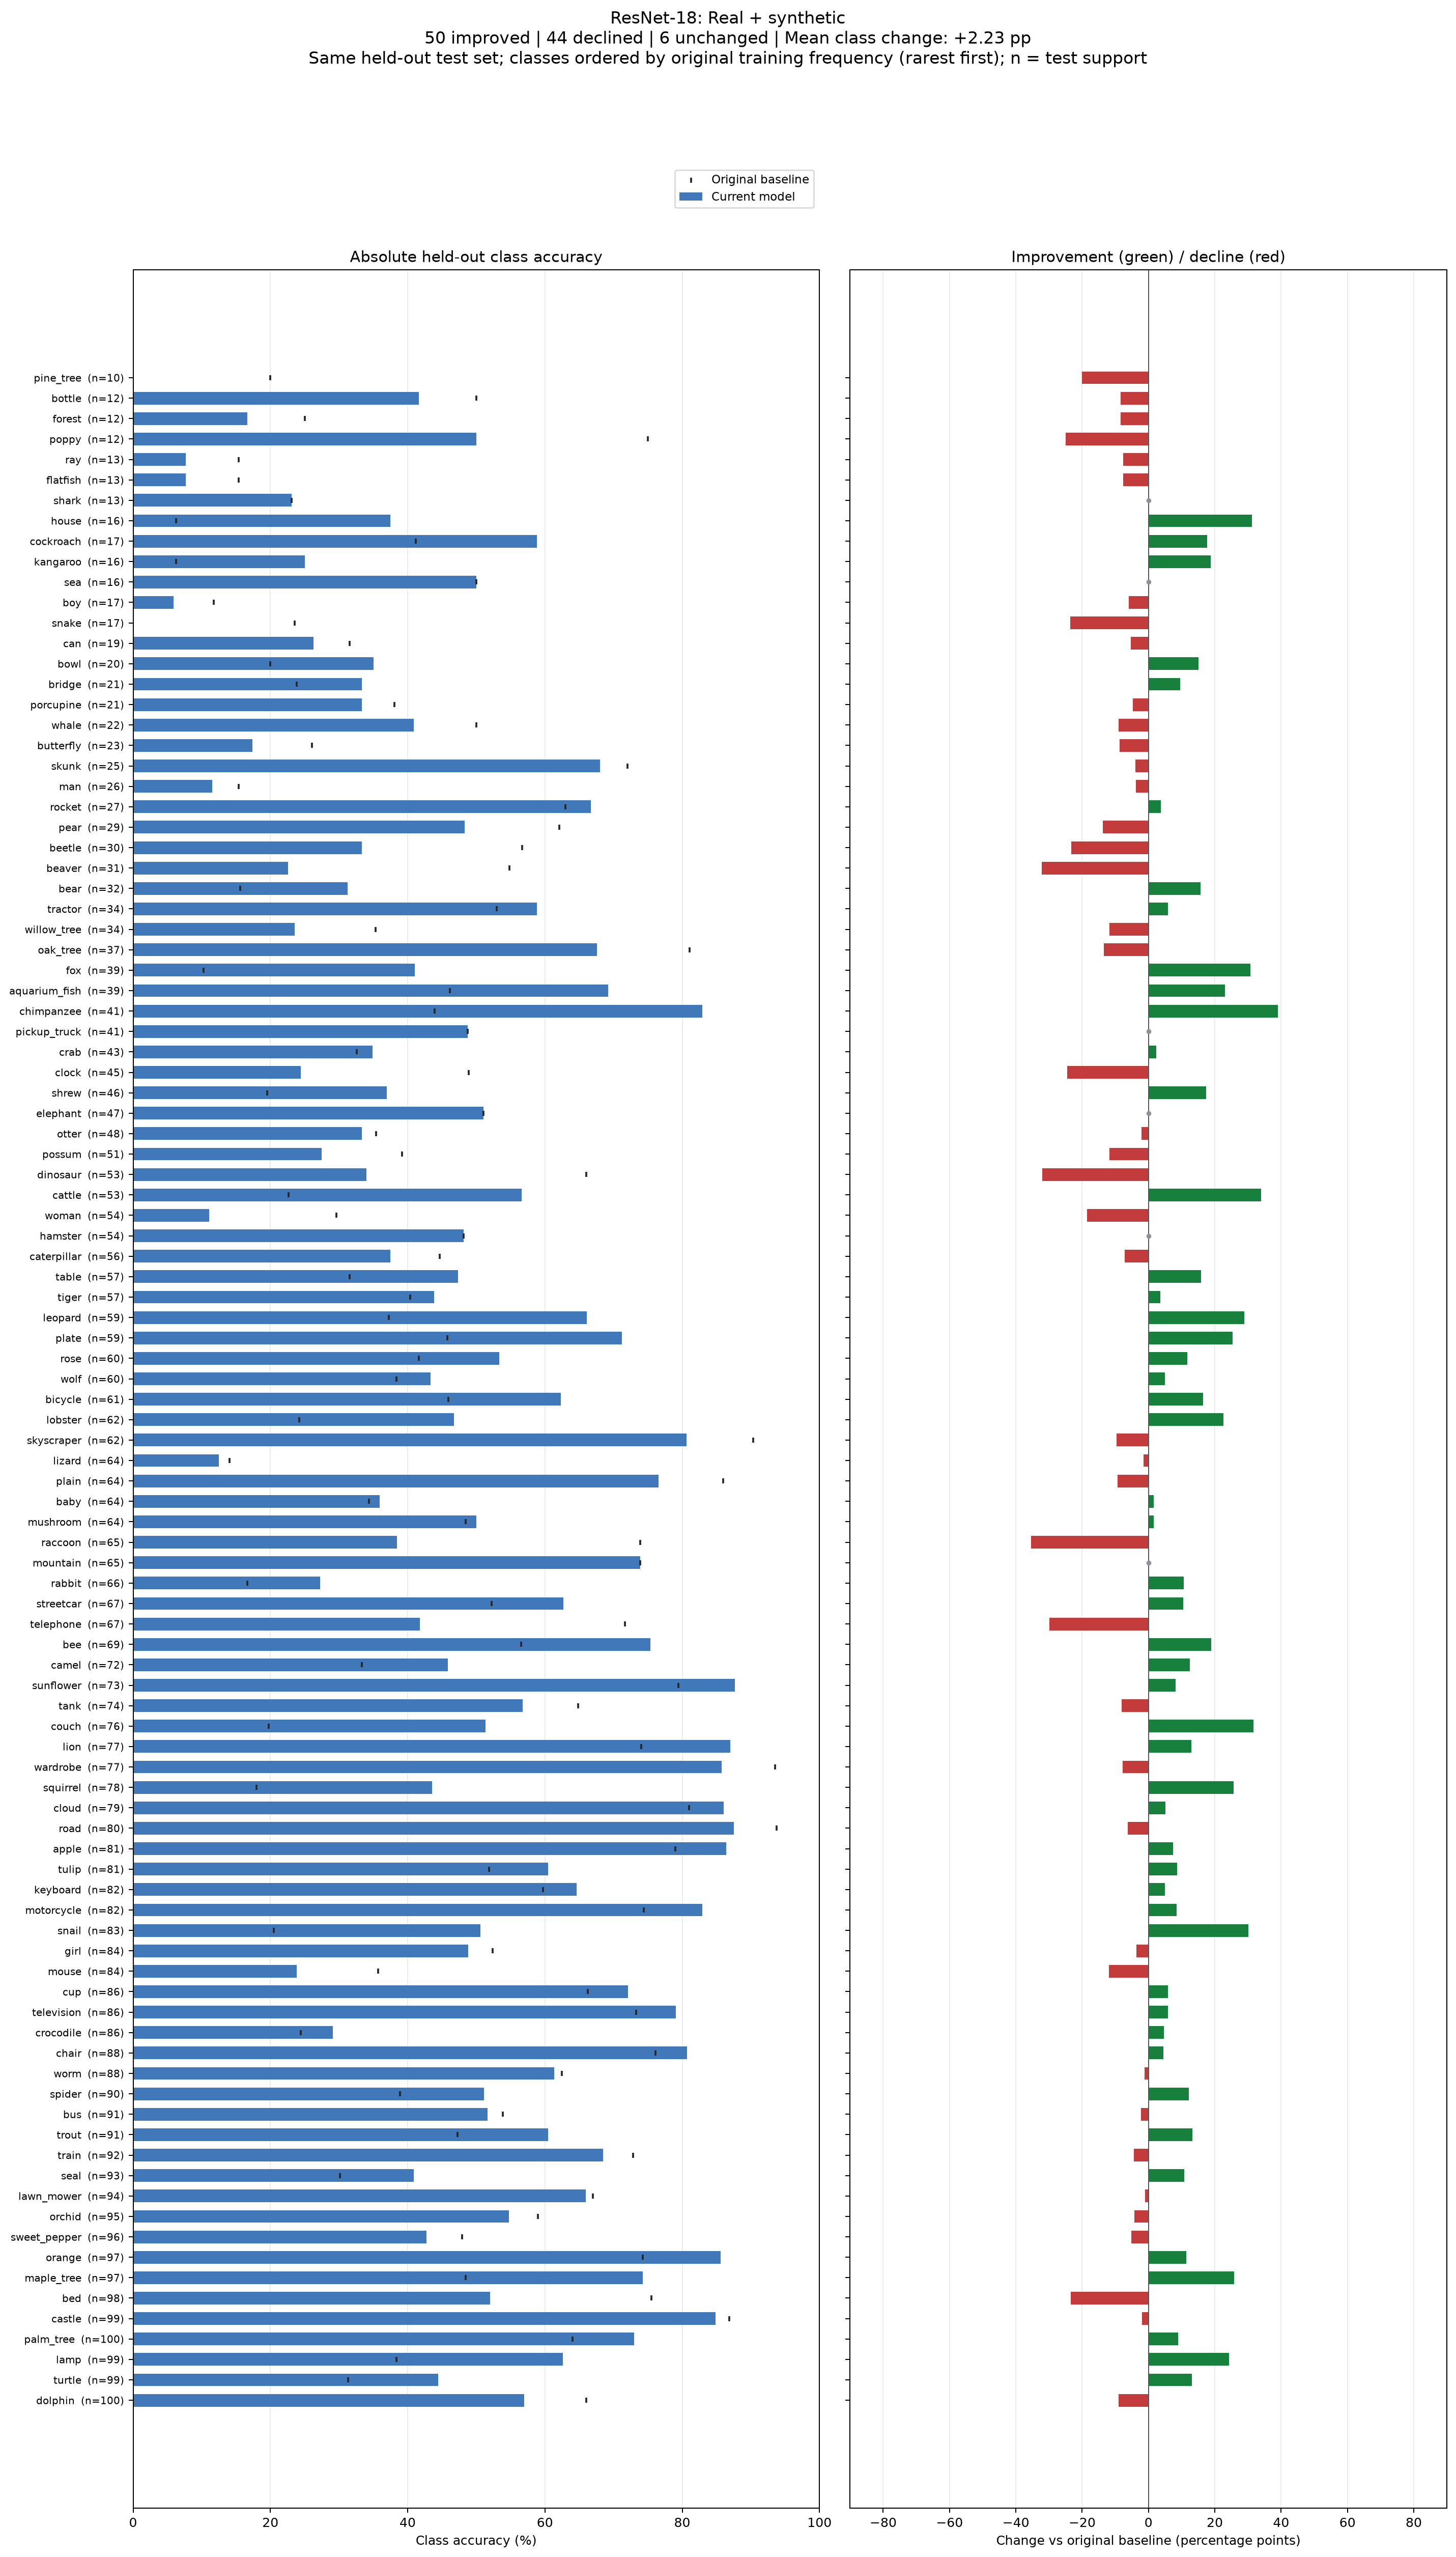 ResNet-18: Real + synthetic
50 improved | 44 declined | 6 unchanged | Mean class change: +2.23 pp
Same held-out test set; classes ordered by original training frequency (rarest first); n = test support
Original baseline
Current model
Absolute held-out class accuracy
Improvement (green) / decline (red)
pine_tree (n=10)
bottle (n=12)
forest (n=12)
poppy (n=12)
ray (n=13)
flatfish (n=13)
shark (n=13)
house (n=16)
cockroach (n=17)
kangaroo (n=16)
sea (n=16)
boy (n=17)
snake (n=17)
can (n=19)
bowl (n=20)
bridge (n=21)
porcupine (n=21)
whale (n=22)
butterfly (n=23)
skunk (n=25)
man (n=26)
rocket (n=27)
pear (n=29)
beetle (n=30)
beaver (n=31)
bear (n=32)
tractor (n=34)
willow_tree (n=34)
oak_tree (n=37)
fox (n=39)
aquarium_fish (n=39)
chimpanzee (n=41)
pickup_truck (n=41)
crab (n=43)
clock (n=45)
shrew (n=46)
elephant (n=47)
otter (n=48)
possum (n=51)
dinosaur (n=53)
cattle (n=53)
woman (n=54)
hamster (n=54)
caterpillar (n=56)
table (n=57)
tiger (n=57)
leopard (n=59)
plate (n=59)
rose (n=60)
wolf (n=60)
bicycle (n=61)
lobster (n=62)
skyscraper (n=62)
lizard (n=64)
plain (n=64)
baby (n=64)
mushroom (n=64)
raccoon (n=65)
mountain (n=65)
rabbit (n=66)
streetcar (n=67)
telephone (n=67)
bee (n=69)
camel (n=72)
sunflower (n=73)
tank (n=74)
couch (n=76)
lion (n=77)
wardrobe (n=77)
squirrel (n=78)
cloud (n=79)
road (n=80)
apple (n=81)
tulip (n=81)
keyboard (n=82)
motorcycle (n=82)
snail (n=83)
girl (n=84)
mouse (n=84)
cup (n=86)
television (n=86)
crocodile (n=86)
chair (n=88)
worm (n=88)
spider (n=90)
bus (n=91)
trout (n=91)
train (n=92)
seal (n=93)
lawn_mower (n=94)
orchid (n=95)
sweet_pepper (n=96)
orange (n=97)
maple_tree (n=97)
bed (n=98)
castle (n=99)
palm_tree (n=100)
lamp (n=99)
turtle (n=99)
dolphin (n=100)
0 20 40 60 80 100
Class accuracy (%)
−80 −60 −40 −20 0 20 40 60 80
Change vs original baseline (percentage points)